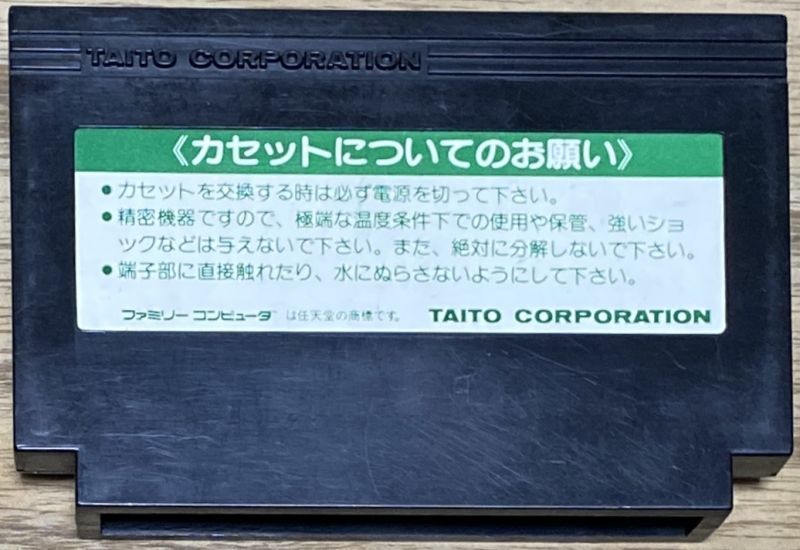 TAITO CORPORATION
《カセットについてのお願い》
●カセットを交換する時は必ず電源を切って下さい。
●精密機器ですので、極端な温度条件下での使用や保管、強いショ
ックなどは与えないで下さい。また、絶対に分解しないで下さい。
●端子部に直接触れたり、水にぬらさないようにして下さい。
ファミリーコンピュータ™は任天堂の商標です。 TAITO CORPORATION